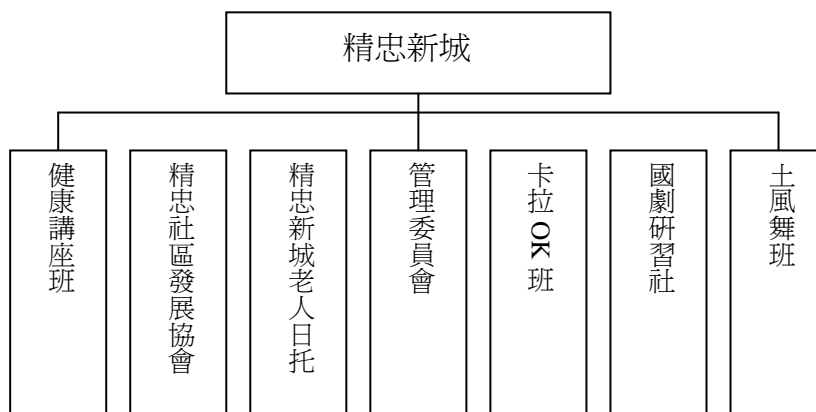 精忠新城
健康講座班
精忠社區發展協會
精忠新城老人日托
管理委員會
卡拉 OK 班
國劇研習社
土風舞班